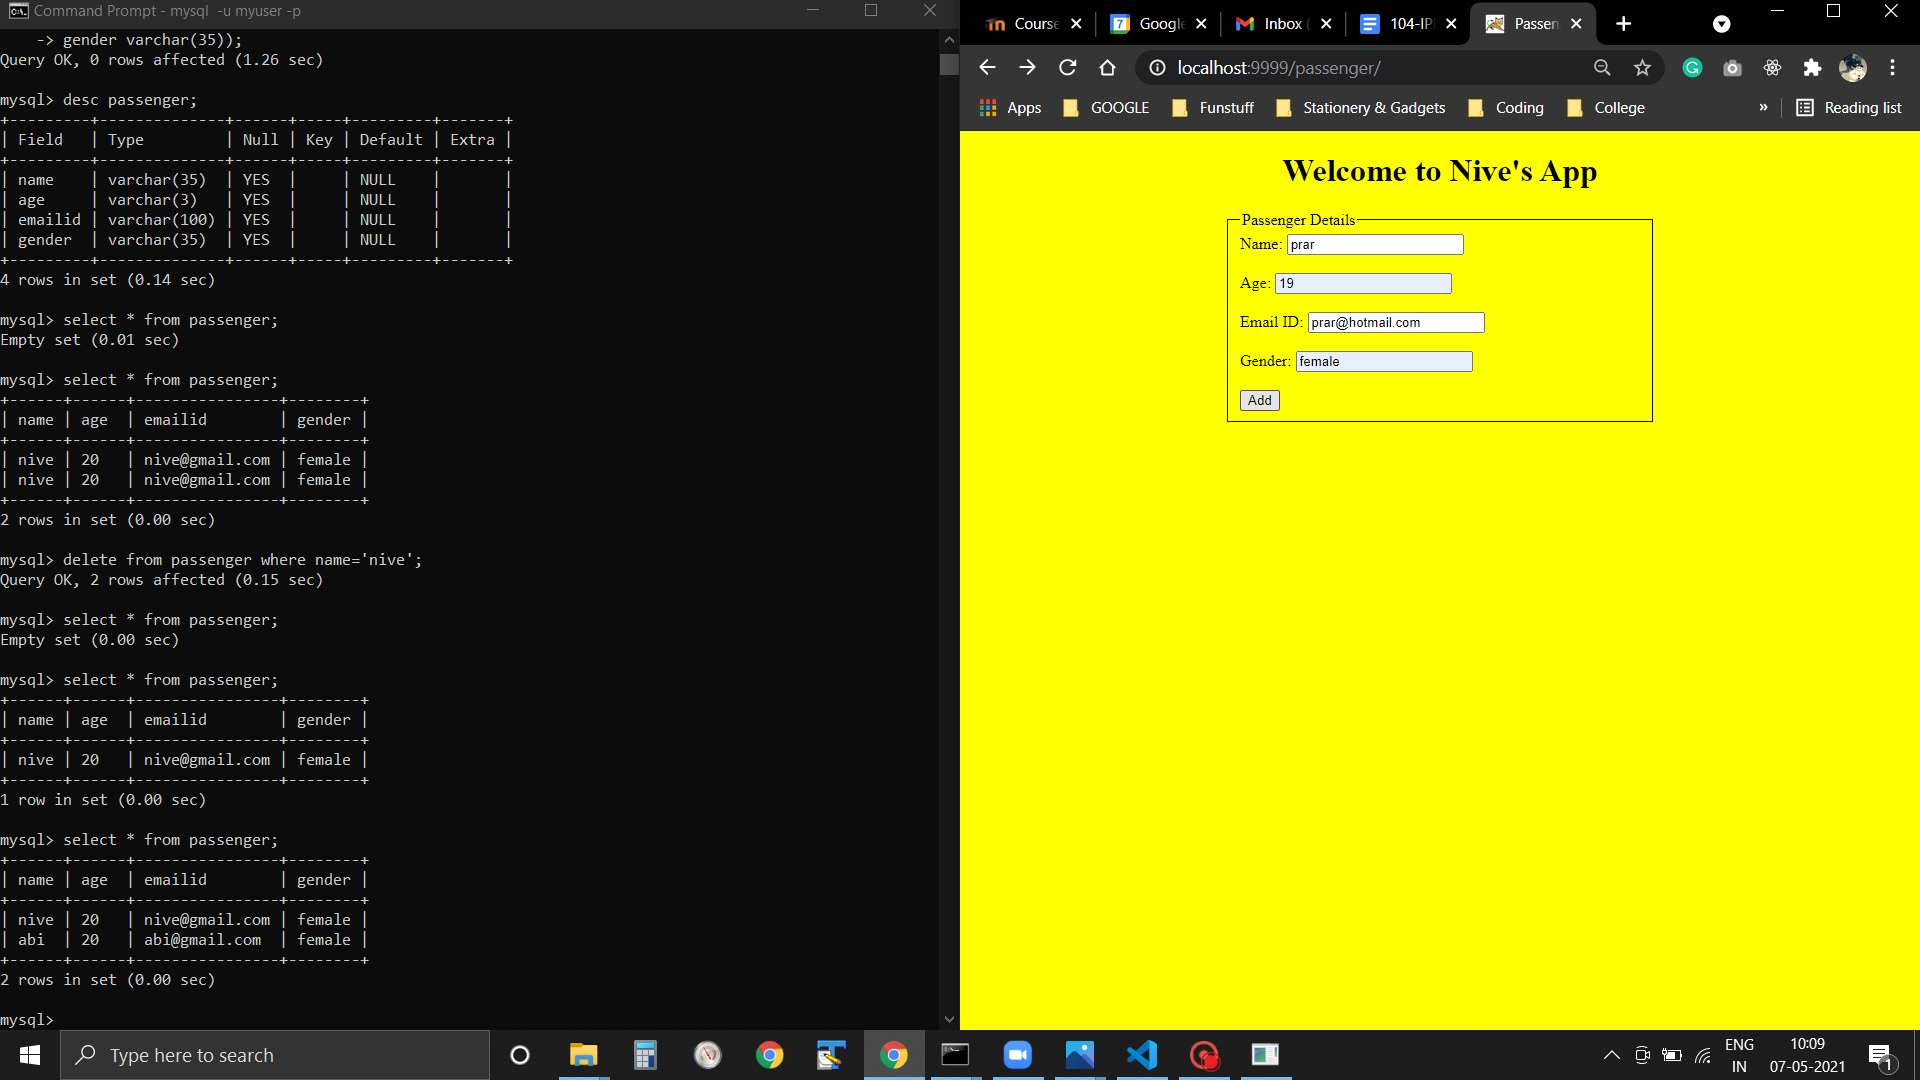 Command Prompt - mysql  -u myuser -p
    -> gender varchar(35));
Query OK, 0 rows affected (1.26 sec)
mysql> desc passenger;
+---------+--------------+------+-----+---------+-------+
| Field   | Type         | Null | Key | Default | Extra |
+---------+--------------+------+-----+---------+-------+
| name    | varchar(35)  | YES  |     | NULL    |       |
| age     | varchar(3)   | YES  |     | NULL    |       |
| emailid | varchar(100) | YES  |     | NULL    |       |
| gender  | varchar(35)  | YES  |     | NULL    |       |
+---------+--------------+------+-----+---------+-------+
4 rows in set (0.14 sec)
mysql> select * from passenger;
Empty set (0.01 sec)
mysql> select * from passenger;
+------+------+----------------+--------+
| name | age  | emailid        | gender |
+------+------+----------------+--------+
| nive | 20   | nive@gmail.com | female |
| nive | 20   | nive@gmail.com | female |
+------+------+----------------+--------+
2 rows in set (0.00 sec)
mysql> delete from passenger where name='nive';
Query OK, 2 rows affected (0.15 sec)
mysql> select * from passenger;
Empty set (0.00 sec)
mysql> select * from passenger;
+------+------+----------------+--------+
| name | age  | emailid        | gender |
+------+------+----------------+--------+
| nive | 20   | nive@gmail.com | female |
+------+------+----------------+--------+
1 row in set (0.00 sec)
mysql> select * from passenger;
+------+------+----------------+--------+
| name | age  | emailid        | gender |
+------+------+----------------+--------+
| nive | 20   | nive@gmail.com | female |
| abi  | 20   | abi@gmail.com  | female |
+------+------+----------------+--------+
2 rows in set (0.00 sec)
mysql>
Course
7 Google
Inbox (
104-IP
Passen
localhost:9999/passenger/
Apps GOOGLE Funstuff Stationery & Gadgets Coding College » Reading list
Welcome to Nive's App
Passenger Details
Name: prar
Age: 19
Email ID: prar@hotmail.com
Gender: female
Add
Type here to search
ENG
IN
10:09
07-05-2021
1